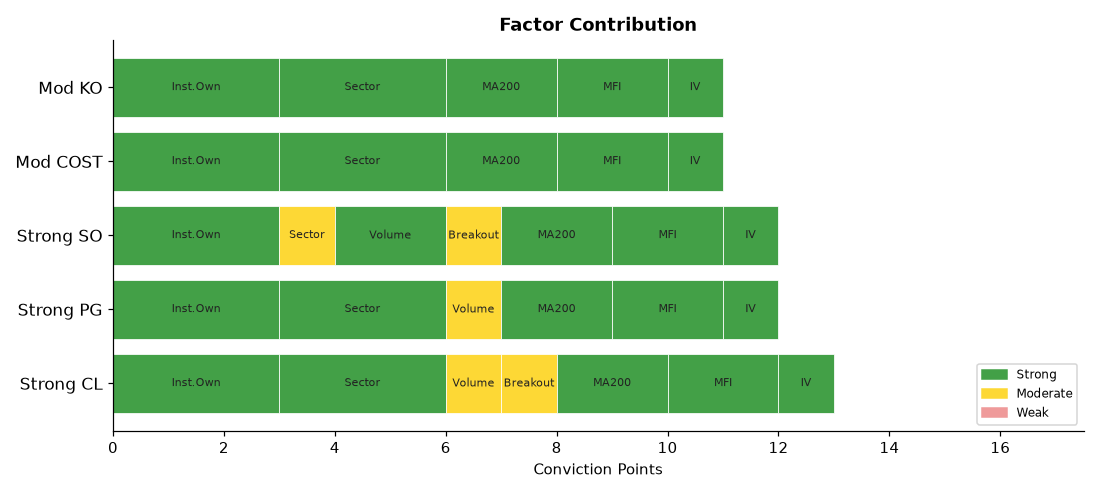 Factor Contribution
Mod KO Inst.Own Sector MA200 MFI IV
Mod COST Inst.Own Sector MA200 MFI IV
Strong SO Inst.Own Sector Volume Breakout MA200 MFI IV
Strong PG Inst.Own Sector Volume MA200 MFI IV
Strong CL Inst.Own Sector Volume Breakout MA200 MFI IV
Strong
Moderate
Weak
0 2 4 6 8 10 12 14 16
Conviction Points